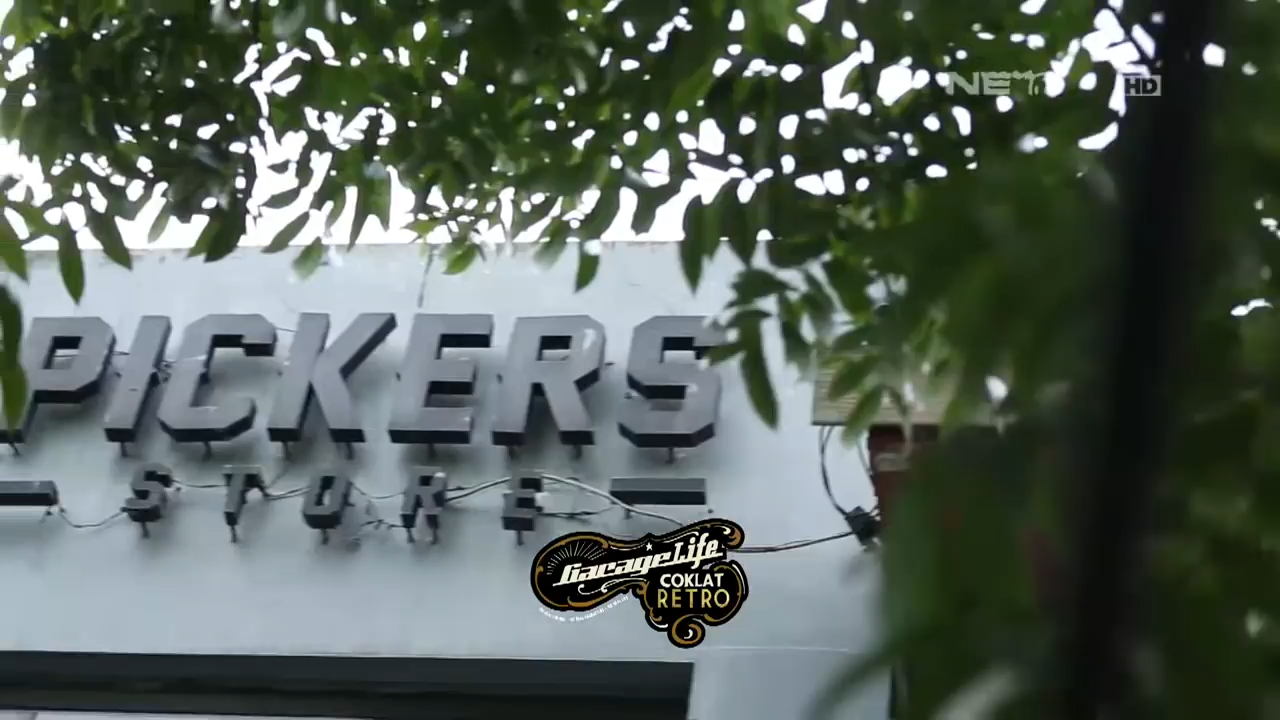 NET.
HD
PICKERS
STORE
GarageLife
COKLAT
RETRO